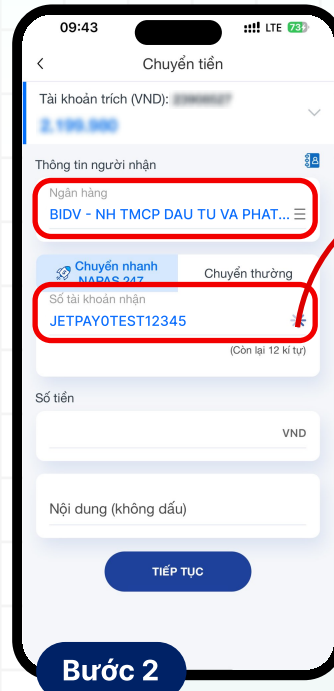 09:43
LTE 73
Chuyển tiền
Tài khoản trích (VND):
Thông tin người nhận
Ngân hàng
BIDV - NH TMCP DAU TU VA PHAT...
Chuyển nhanh
NAPAS 247
Chuyển thường
Số tài khoản nhận
JETPAY0TEST12345
(Còn lại 12 kí tự)
Số tiền
VND
Nội dung (không dấu)
TIẾP TỤC
Bước 2